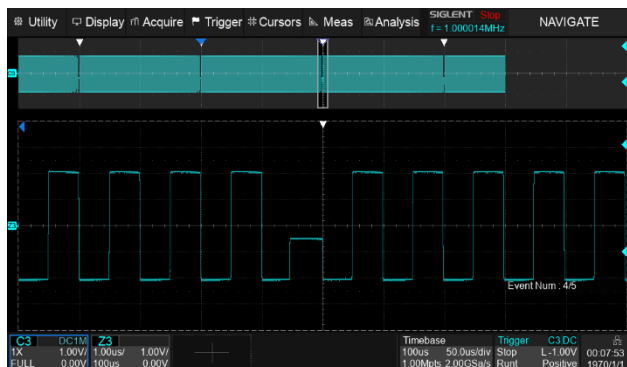 Utility Display Acquire Trigger Cursors Meas Analysis SIGLENT Stop NAVIGATE
f = 1.000014MHz
C3
Z3
Event Num : 4/5
C3 DC1M Z3 Timebase Trigger C3 DC
1X 1.00V/ 1.00us/ 1.00V/ 100us 50.0us/div Stop L -1.00V 00:07:53
FULL 0.00V 100us 0.00V 1.00Mpts 2.00GSa/s Runt Positive 1970/1/1